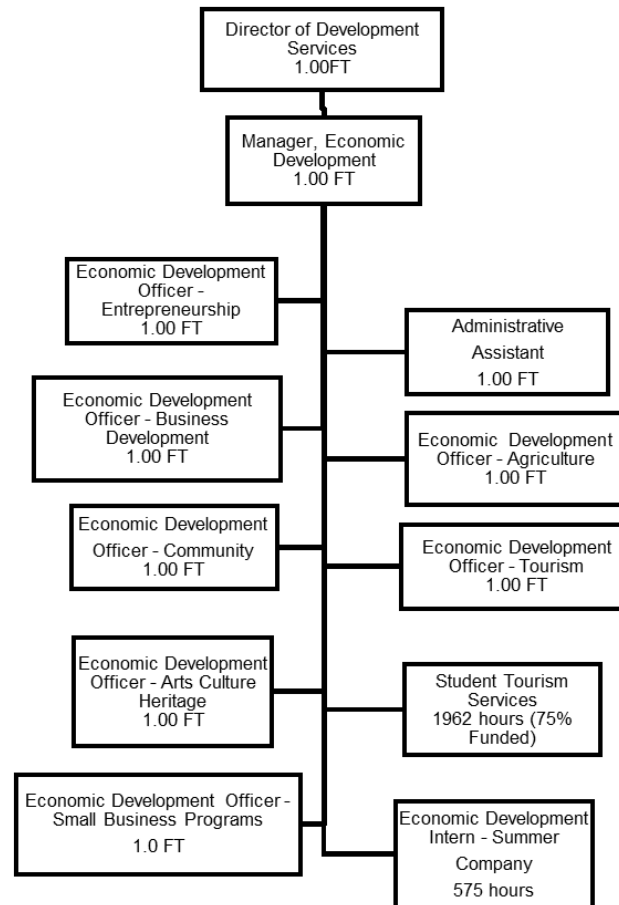 Director of Development
Services
1.00FT
Manager, Economic
Development
1.00 FT
Economic Development
Officer -
Entrepreneurship
1.00 FT
Administrative
Assistant
1.00 FT
Economic Development
Officer - Business
Development
1.00 FT
Economic Development
Officer - Agriculture
1.00 FT
Economic Development
Officer - Community
1.00 FT
Economic Development
Officer - Tourism
1.00 FT
Economic Development
Officer - Arts Culture
Heritage
1.00 FT
Student Tourism
Services
1962 hours (75%
Funded)
Economic Development Officer -
Small Business Programs
1.0 FT
Economic Development
Intern - Summer
Company
575 hours